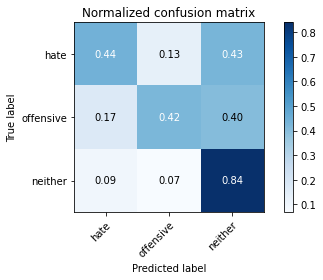 Normalized confusion matrix
True label
hate 0.44 0.13 0.43
offensive 0.17 0.42 0.40
neither 0.09 0.07 0.84
hate offensive neither
Predicted label
0.8
0.7
0.6
0.5
0.4
0.3
0.2
0.1